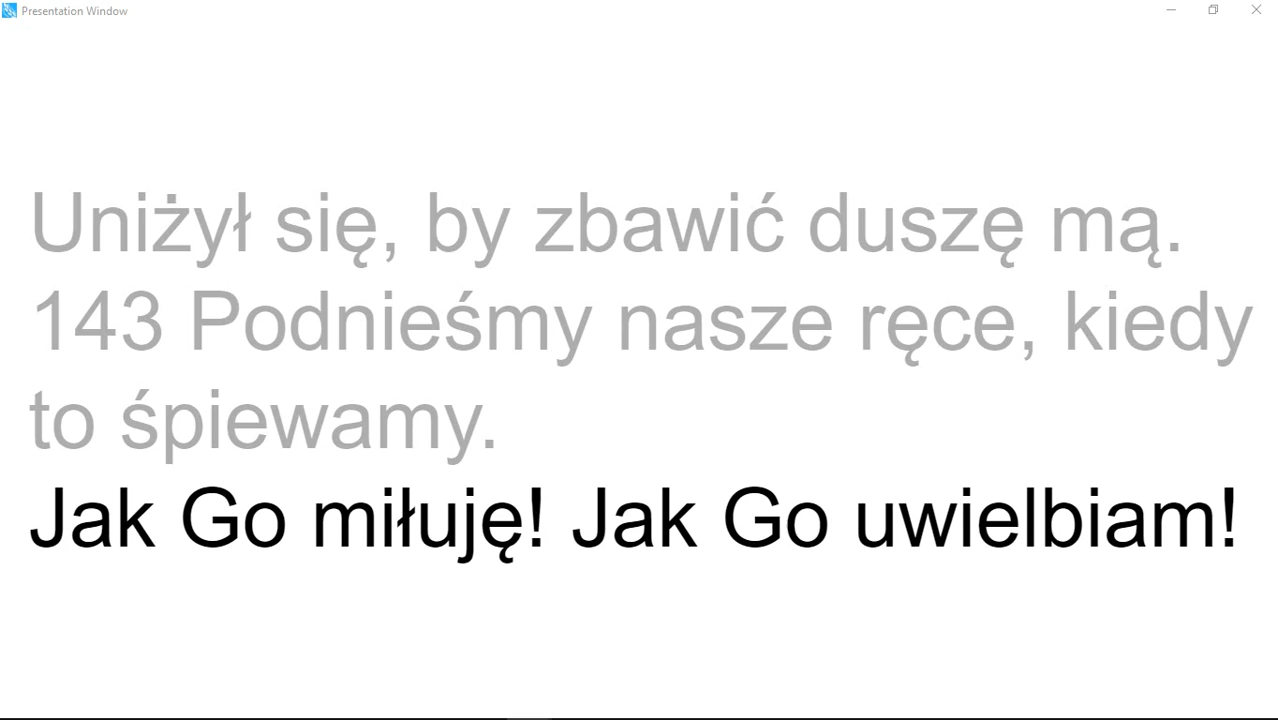 Presentation Window
Uniżył się, by zbawić duszę mą.
143 Podnieśmy nasze ręce, kiedy
to śpiewamy.
Jak Go miłuję! Jak Go uwielbiam!